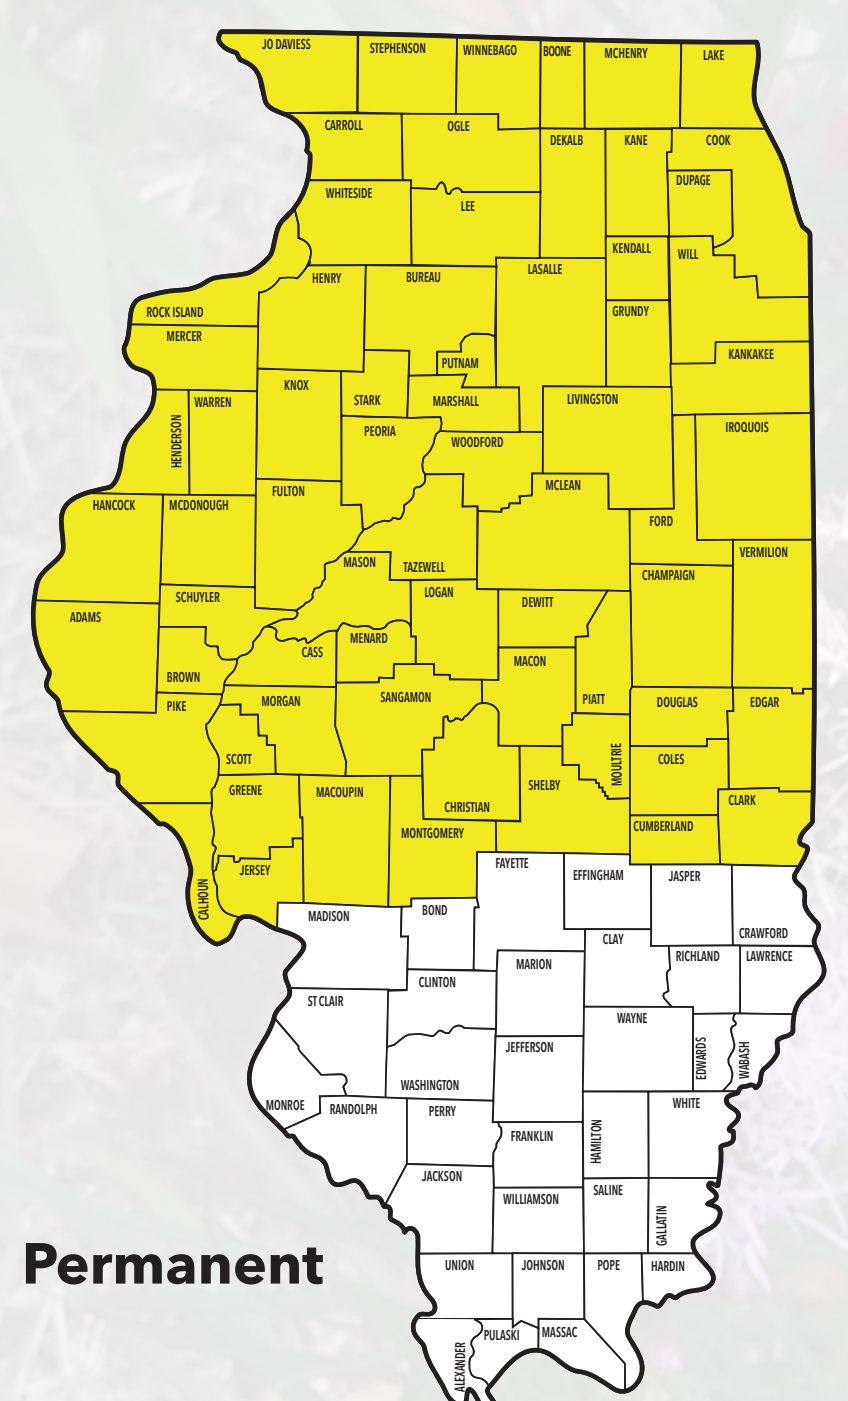 JO DAVIESS
STEPHENSON
WINNEBAGO
BOONE
MCHENRY
LAKE
CARROLL
OGLE
DEKALB
KANE
COOK
DUPAGE
WHITESIDE
LEE
KENDALL
WILL
HENRY
BUREAU
LASALLE
ROCK ISLAND
GRUNDY
MERCER
PUTNAM
KANKAKEE
KNOX
STARK
MARSHALL
LIVINGSTON
WARREN
HENDERSON
PEORIA
WOODFORD
IROQUOIS
FULTON
MCLEAN
HANCOCK
MCDONOUGH
FORD
VERMILION
MASON
TAZEWELL
CHAMPAIGN
SCHUYLER
LOGAN
DEWITT
ADAMS
CASS
MENARD
MACON
BROWN
MORGAN
SANGAMON
PIATT
DOUGLAS
EDGAR
PIKE
SCOTT
MOULTRIE
COLES
SHELBY
GREENE
MACOUPIN
CHRISTIAN
CLARK
MONTGOMERY
CUMBERLAND
FAYETTE
JERSEY
EFFINGHAM
JASPER
CALHOUN
MADISON
BOND
CRAWFORD
CLAY
RICHLAND
LAWRENCE
MARION
CLINTON
ST CLAIR
WAYNE
JEFFERSON
EDWARDS
WABASH
WASHINGTON
MONROE
RANDOLPH
PERRY
WHITE
FRANKLIN
HAMILTON
JACKSON
WILLIAMSON
SALINE
GALLATIN
Permanent
UNION
JOHNSON
POPE
HARDIN
PULASKI
MASSAC
ALEXANDER